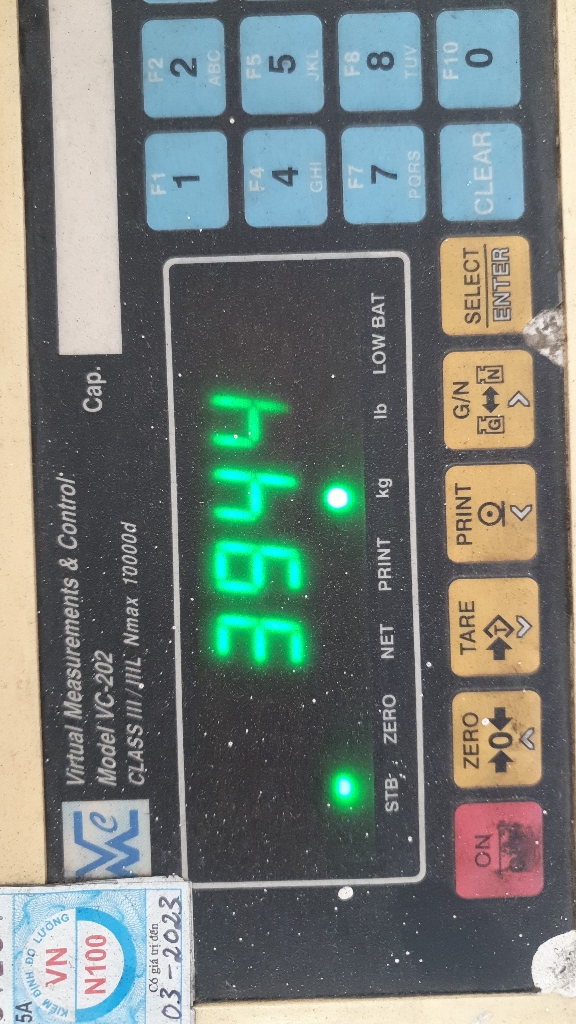 Virtual Measurements & Control
Model VC-202
CLASS III/IIIL Nmax 10000d
Cap.
3944
STB ZERO NET PRINT kg lb LOW BAT
F1 1
F2 2 ABC
F4 4 GHI
F5 5 JKL
F7 7 PQRS
F8 8 TUV
CLEAR
F10 0
ON
ZERO
→0←
TARE
→T
PRINT
G/N
G↔N
SELECT
ENTER
5A
KIỂM ĐỊNH ĐO LƯỜNG
VN
N100
Có giá trị đến
03-2023